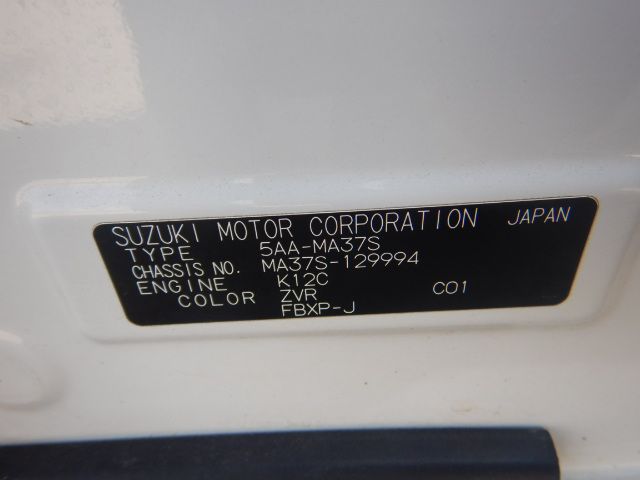 SUZUKI MOTOR CORPORATION JAPAN
TYPE 5AA-MA37S
CHASSIS NO. MA37S-129994
ENGINE K12C
COLOR ZVR C01
FBXP-J